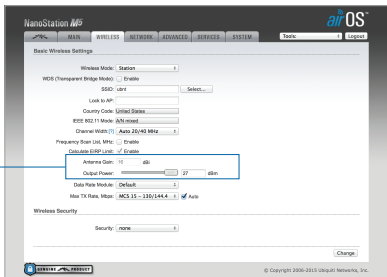 NanoStation M5
airOS™
MAIN WIRELESS NETWORK ADVANCED SERVICES SYSTEM Tools: Logout
Basic Wireless Settings
Wireless Mode: Station
WDS (Transparent Bridge Mode): Enable
SSID: ubnt Select...
Lock to AP:
Country Code: United States
IEEE 802.11 Mode: A/N mixed
Channel Width:[?] Auto 20/40 MHz
Frequency Scan List, MHz: Enable
Calculate EIRP Limit: Enable
Antenna Gain: 16 dBi
Output Power: 27 dBm
Data Rate Module: Default
Max TX Rate, Mbps: MCS 15 - 130/144.4 Auto
Wireless Security
Security: none
Change
GENUINE PRODUCT
© Copyright 2006-2015 Ubiquiti Networks, Inc.